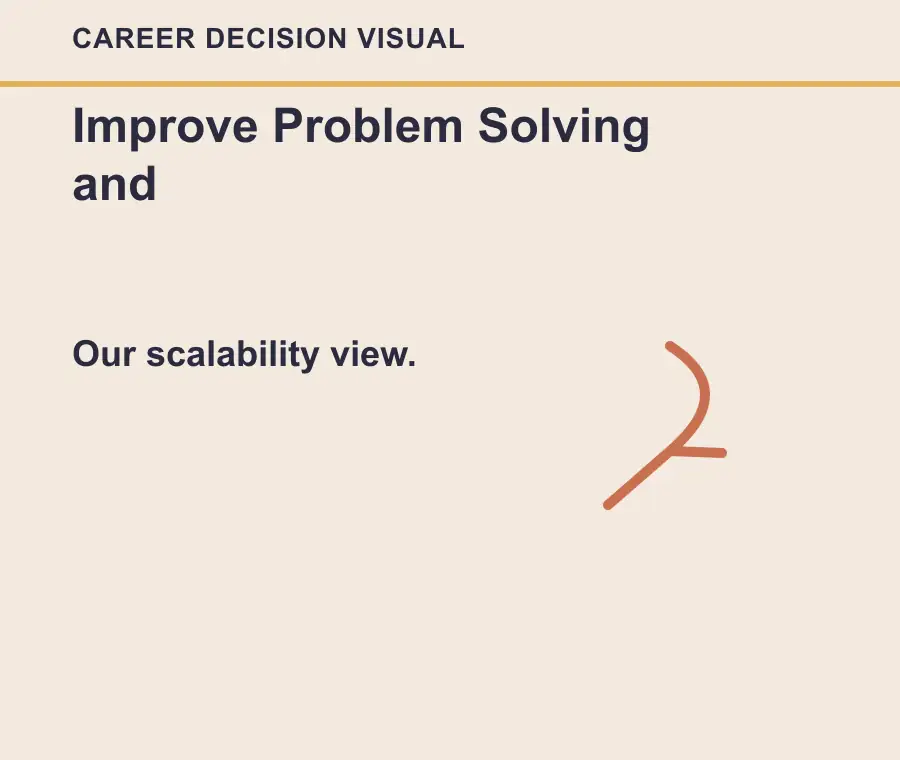 CAREER DECISION VISUAL
Improve Problem Solving
and
Our scalability view.